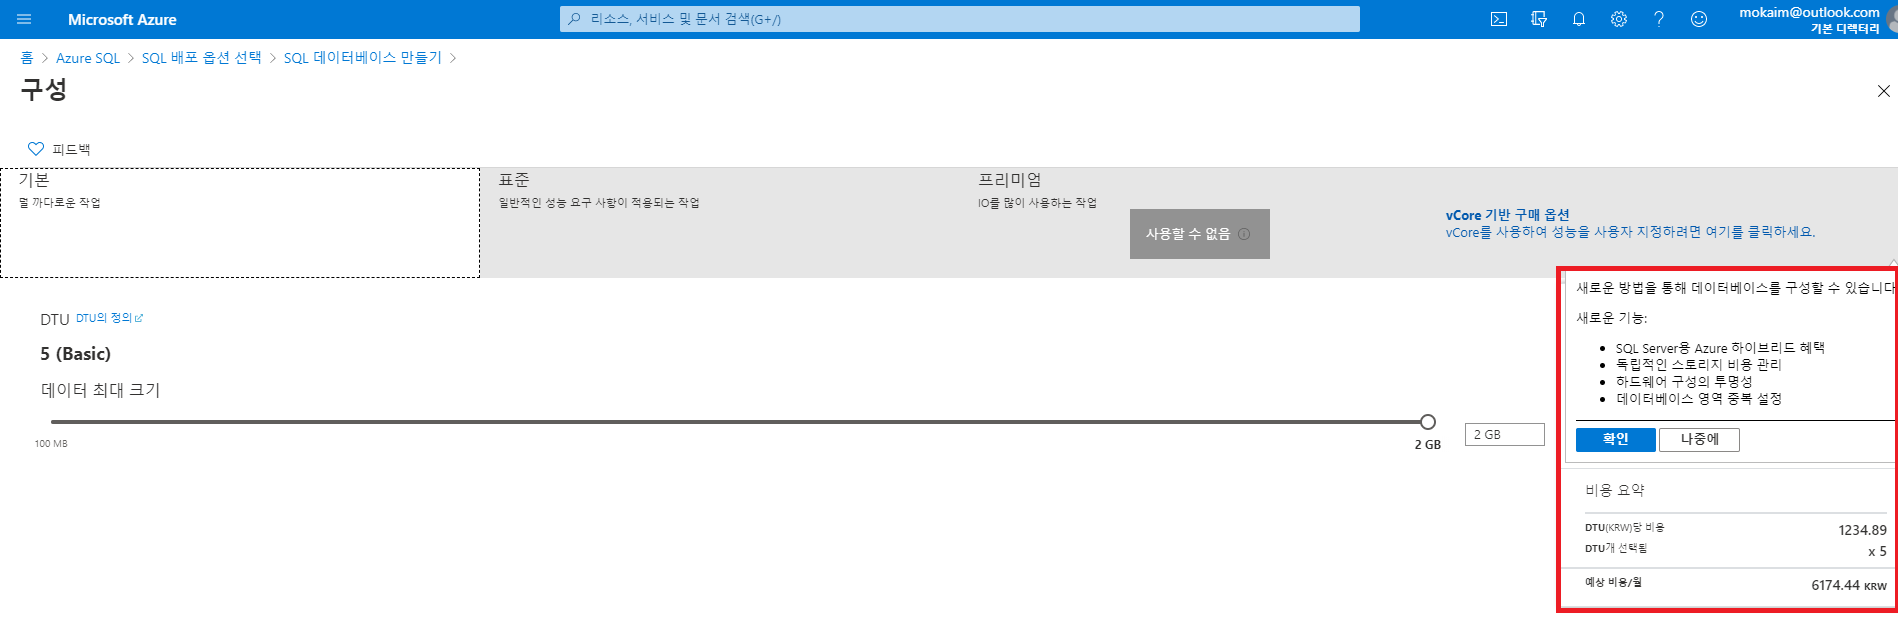 Microsoft Azure
리소스, 서비스 및 문서 검색(G+/)
mokaim@outlook.com
기본 디렉터리
홈 > Azure SQL > SQL 배포 옵션 선택 > SQL 데이터베이스 만들기 >
구성
피드백
기본
덜 까다로운 작업
표준
일반적인 성능 요구 사항이 적용되는 작업
프리미엄
IO를 많이 사용하는 작업
사용할 수 없음
vCore 기반 구매 옵션
vCore를 사용하여 성능을 사용자 지정하려면 여기를 클릭하세요.
DTU DTU의 정의
5 (Basic)
데이터 최대 크기
100 MB
2 GB
2 GB
새로운 방법을 통해 데이터베이스를 구성할 수 있습니다
새로운 기능:
• SQL Server용 Azure 하이브리드 혜택
• 독립적인 스토리지 비용 관리
• 하드웨어 구성의 투명성
• 데이터베이스 영역 중복 설정
확인 나중에
비용 요약
DTU(KRW)당 비용 1234.89
DTU개 선택됨 x 5
예상 비용/월 6174.44 KRW